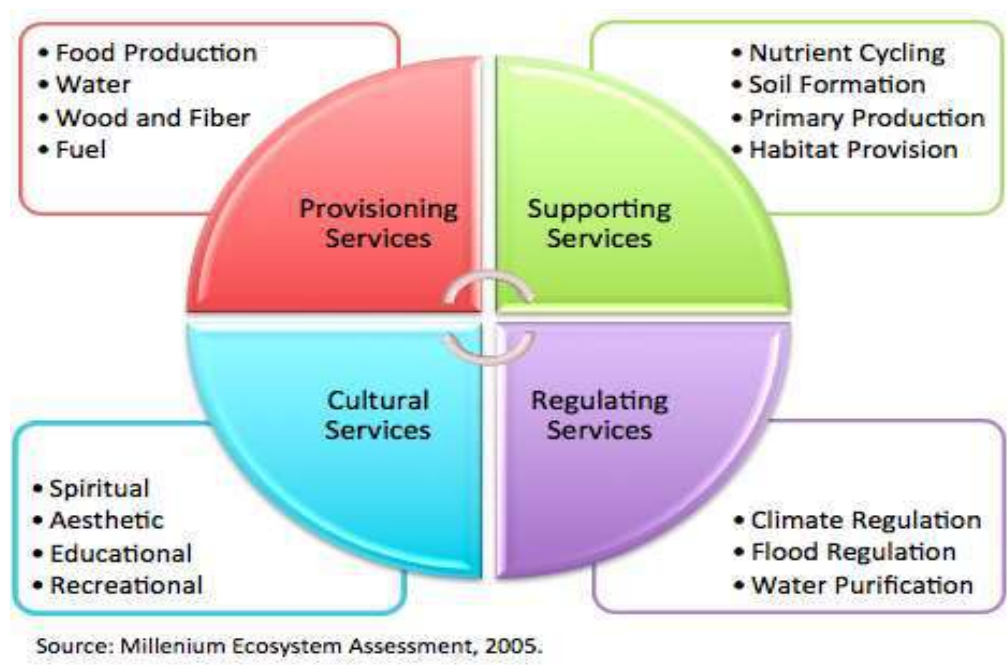 • Food Production
• Water
• Wood and Fiber
• Fuel
• Nutrient Cycling
• Soil Formation
• Primary Production
• Habitat Provision
Provisioning
Services
Supporting
Services
Cultural
Services
Regulating
Services
• Spiritual
• Aesthetic
• Educational
• Recreational
• Climate Regulation
• Flood Regulation
• Water Purification
Source: Millenium Ecosystem Assessment, 2005.